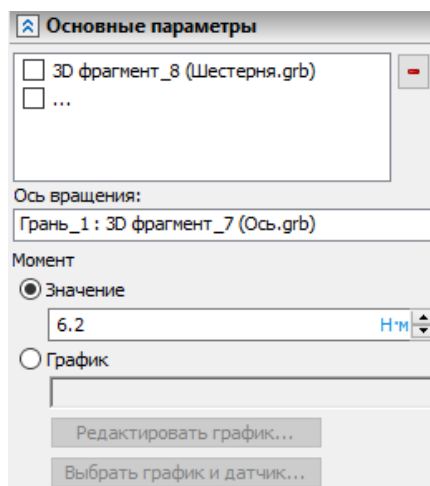 Основные параметры
3D фрагмент_8 (Шестерня.grb)
...
Ось вращения:
Грань_1 : 3D фрагмент_7 (Ось.grb)
Момент
Значение
6.2 Н·м
График
Редактировать график...
Выбрать график и датчик...